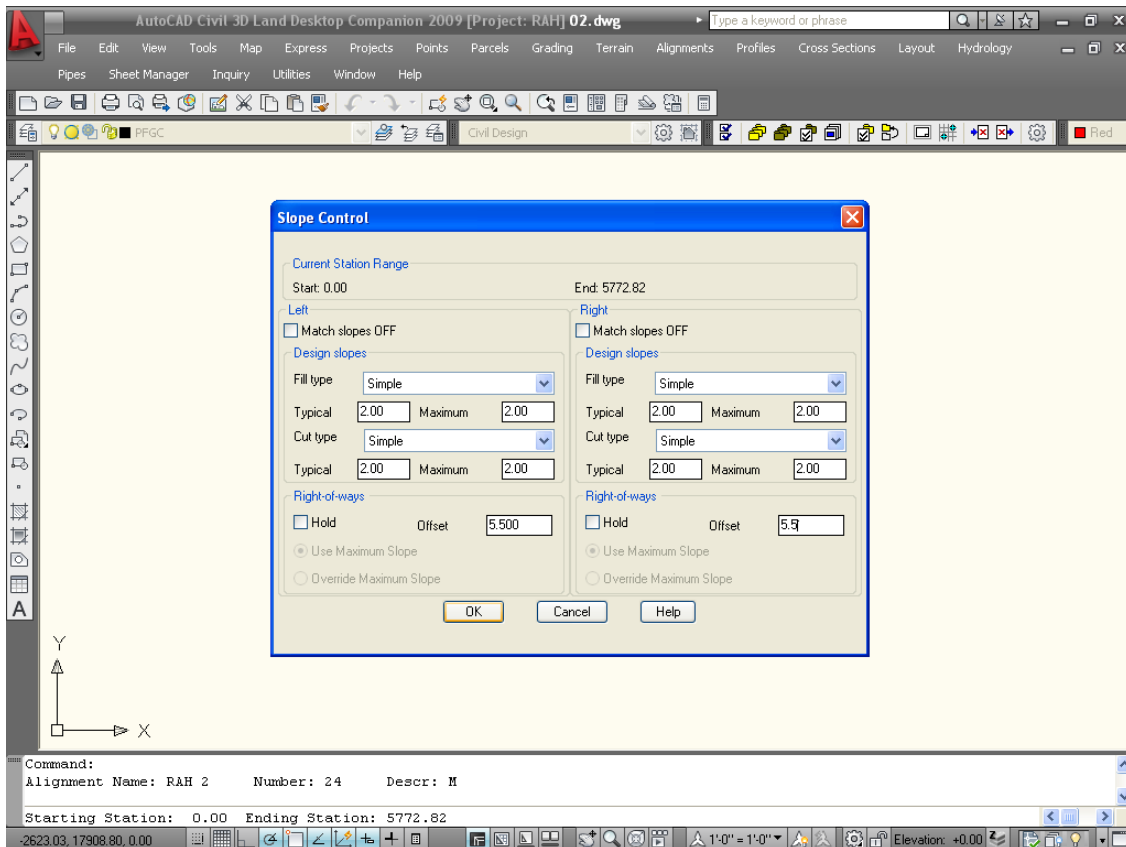 AutoCAD Civil 3D Land Desktop Companion 2009 [Project: RAH] 02.dwg Type a keyword or phrase
File Edit View Tools Map Express Projects Points Parcels Grading Terrain Alignments Profiles Cross Sections Layout Hydrology
Pipes Sheet Manager Inquiry Utilities Window Help
PFGC Civil Design Red
Slope Control
Current Station Range
Start: 0.00 End: 5772.82
Left Right
Match slopes OFF Match slopes OFF
Design slopes Design slopes
Fill type Simple Fill type Simple
Typical 2.00 Maximum 2.00 Typical 2.00 Maximum 2.00
Cut type Simple Cut type Simple
Typical 2.00 Maximum 2.00 Typical 2.00 Maximum 2.00
Right-of-ways Right-of-ways
Hold Offset 5.500 Hold Offset 5.5
Use Maximum Slope Use Maximum Slope
Override Maximum Slope Override Maximum Slope
OK Cancel Help
A
Y
X
Command:
Alignment Name: RAH 2 Number: 24 Descr: M
Starting Station: 0.00 Ending Station: 5772.82
-2623.03, 17908.80, 0.00 1'-0" = 1'-0" Elevation: +0.00